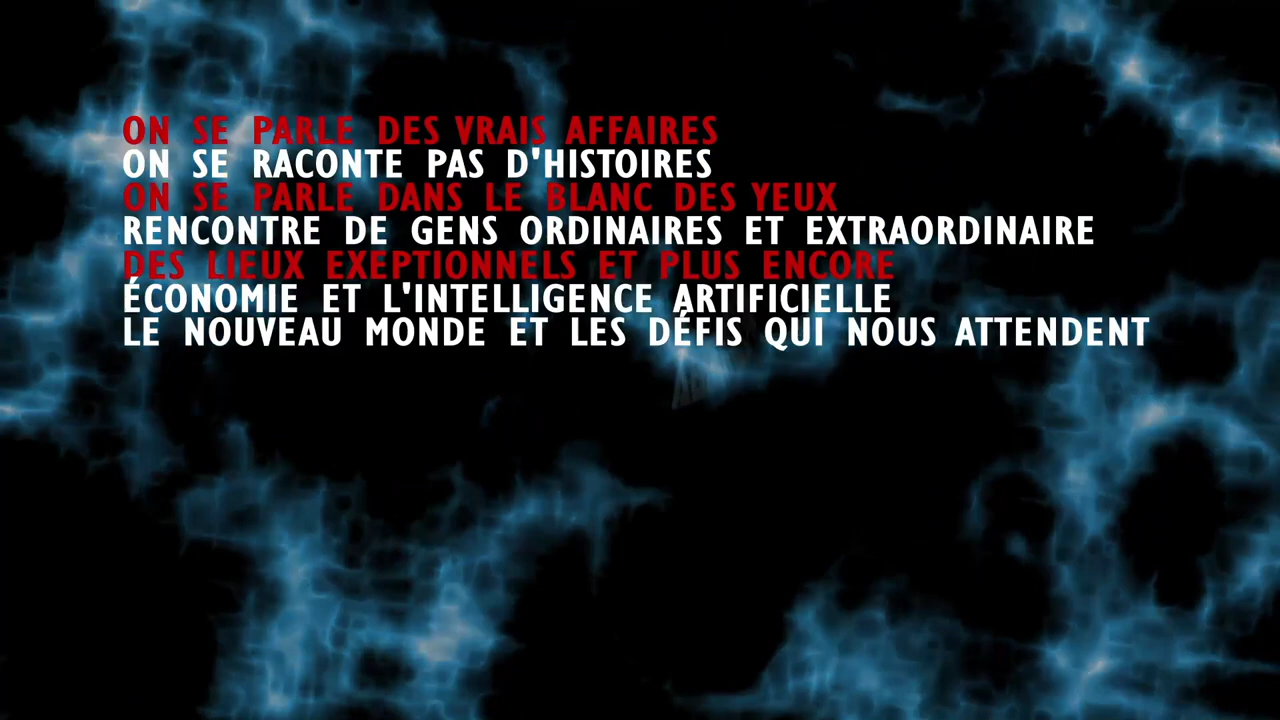 ON SE PARLE DES VRAIS AFFAIRES
ON SE RACONTE PAS D'HISTOIRES
ON SE PARLE DANS LE BLANC DES YEUX
RENCONTRE DE GENS ORDINAIRES ET EXTRAORDINAIRE
DES LIEUX EXEPTIONNELS ET PLUS ENCORE
ÉCONOMIE ET L'INTELLIGENCE ARTIFICIELLE
LE NOUVEAU MONDE ET LES DÉFIS QUI NOUS ATTENDENT